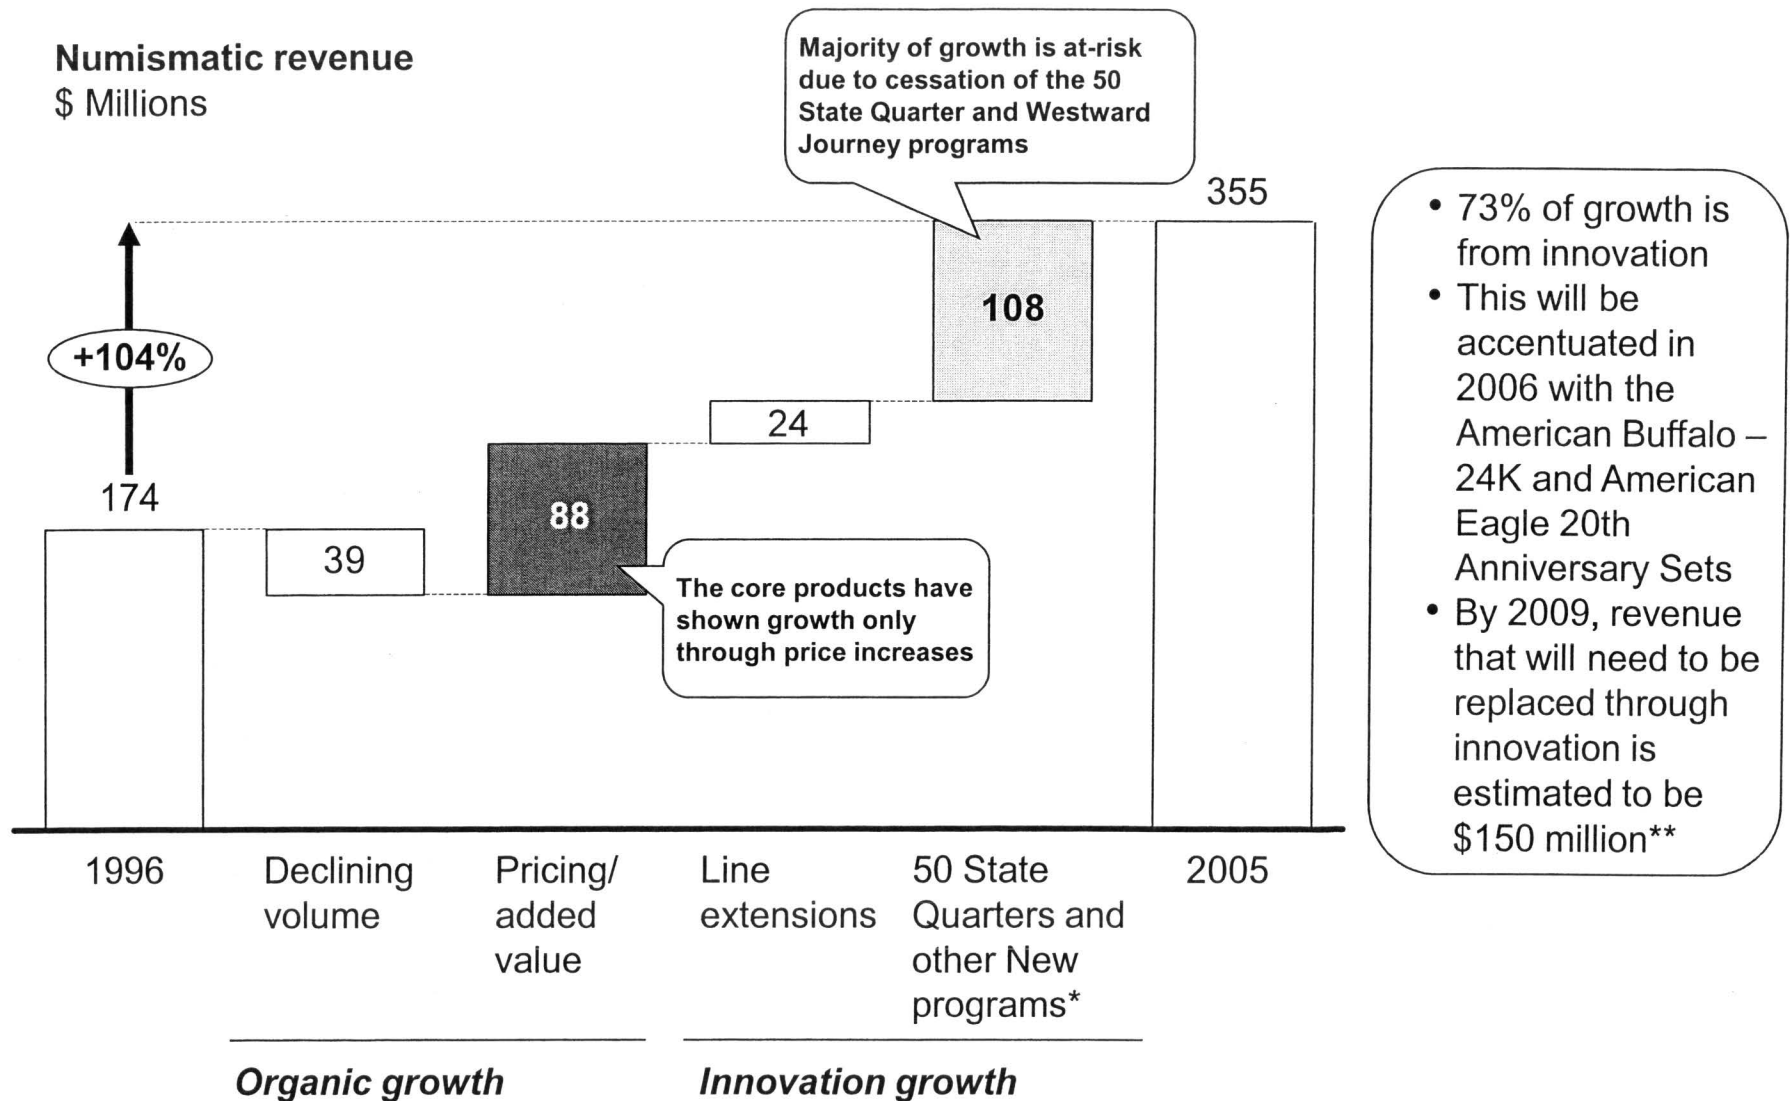 Numismatic revenue
$ Millions
Majority of growth is at-risk
due to cessation of the 50
State Quarter and Westward
Journey programs
355
+104%
174
39
88
24
108
The core products have
shown growth only
through price increases
1996
Declining
volume
Pricing/
added
value
Line
extensions
50 State
Quarters and
other New
programs*
2005
Organic growth
Innovation growth
• 73% of growth is
from innovation
• This will be
accentuated in
2006 with the
American Buffalo –
24K and American
Eagle 20th
Anniversary Sets
• By 2009, revenue
that will need to be
replaced through
innovation is
estimated to be
$150 million**